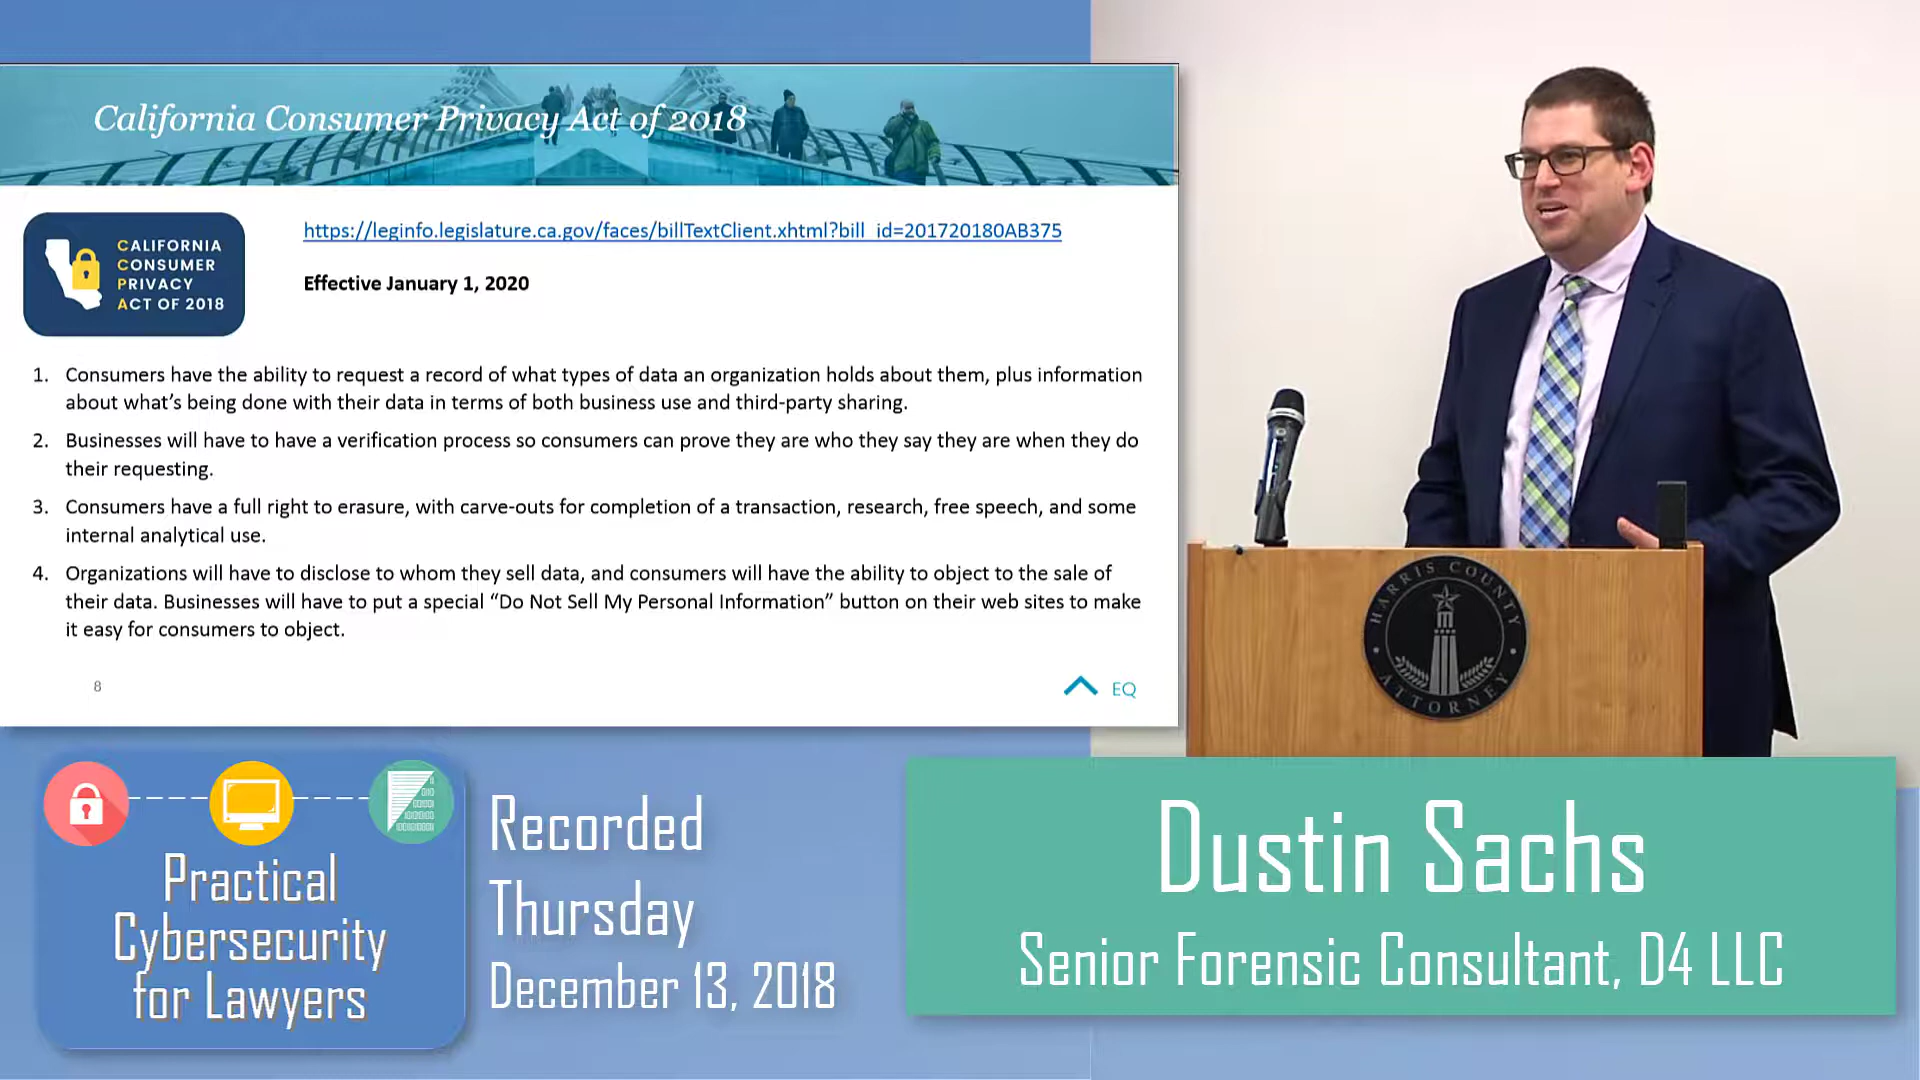 California Consumer Privacy Act of 2018
CALIFORNIA
CONSUMER
PRIVACY
ACT OF 2018
https://leginfo.legislature.ca.gov/faces/billTextClient.xhtml?bill_id=201720180AB375
Effective January 1, 2020
1. Consumers have the ability to request a record of what types of data an organization holds about them, plus information
about what’s being done with their data in terms of both business use and third-party sharing.
2. Businesses will have to have a verification process so consumers can prove they are who they say they are when they do
their requesting.
3. Consumers have a full right to erasure, with carve-outs for completion of a transaction, research, free speech, and some
internal analytical use.
4. Organizations will have to disclose to whom they sell data, and consumers will have the ability to object to the sale of
their data. Businesses will have to put a special “Do Not Sell My Personal Information” button on their web sites to make
it easy for consumers to object.
8
EQ
HARRIS COUNTY
ATTORNEY
Practical
Cybersecurity
for Lawyers
Recorded
Thursday
December 13, 2018
Dustin Sachs
Senior Forensic Consultant, D4 LLC